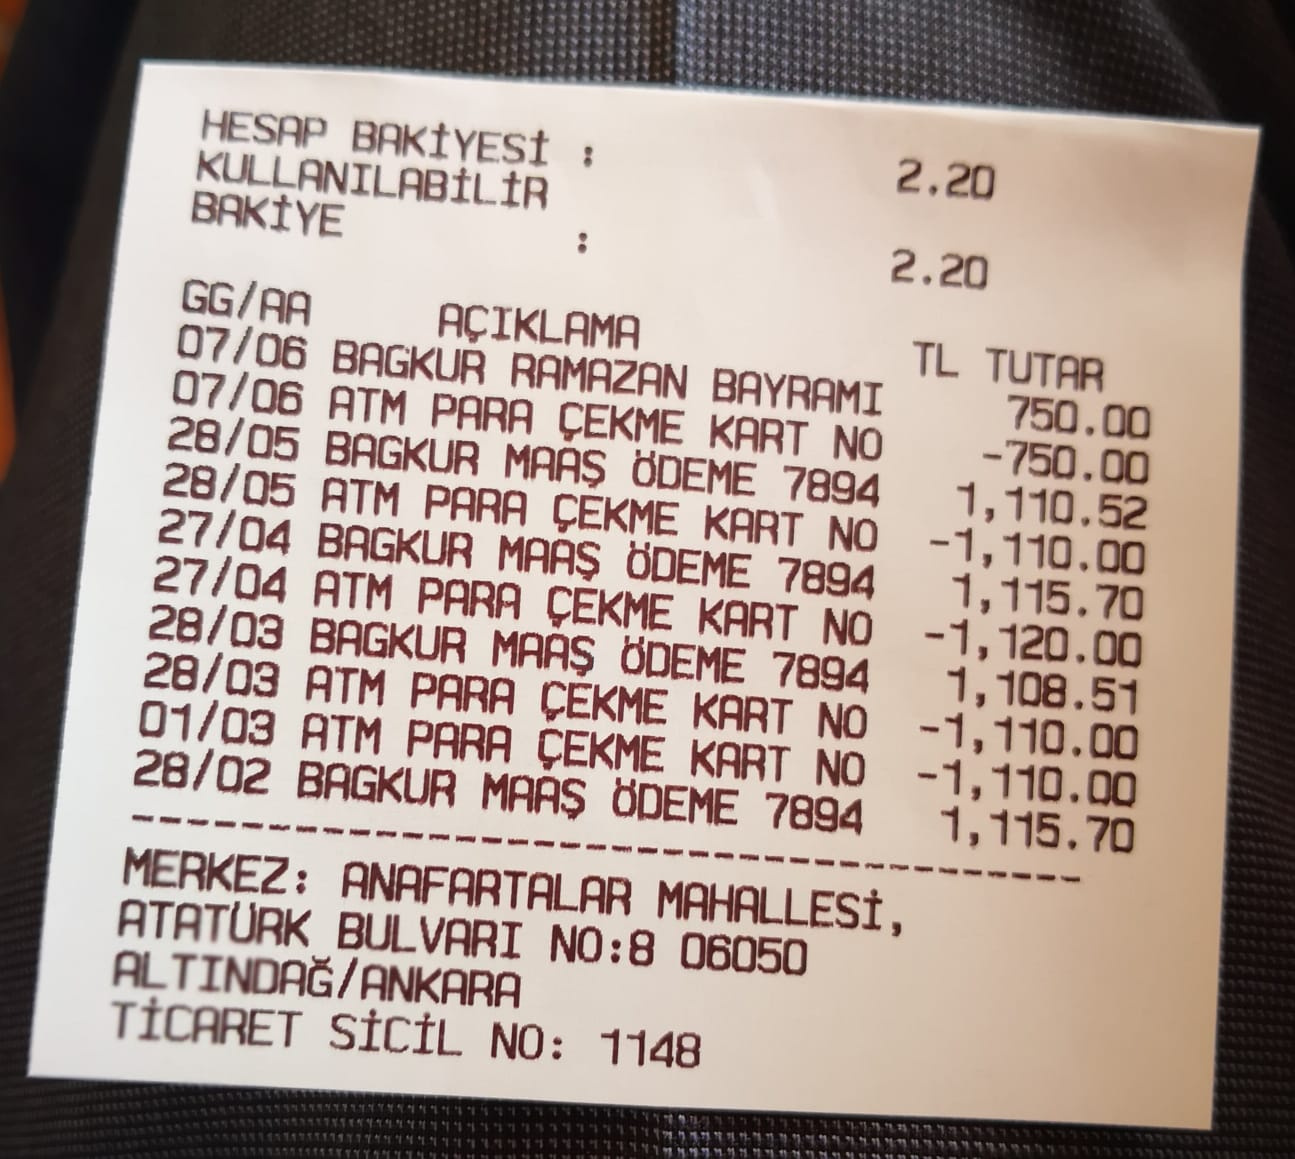 HESAP BAKİYESİ : 2.20
KULLANILABİLİR
BAKİYE : 2.20
GG/AA AÇIKLAMA TL TUTAR
07/06 BAGKUR RAMAZAN BAYRAMI 750.00
07/06 ATM PARA ÇEKME KART NO -750.00
28/05 BAGKUR MAAŞ ÖDEME 7894 1,110.52
28/05 ATM PARA ÇEKME KART NO -1,110.00
27/04 BAGKUR MAAŞ ÖDEME 7894 1,115.70
27/04 ATM PARA ÇEKME KART NO -1,120.00
28/03 BAGKUR MAAŞ ÖDEME 7894 1,108.51
28/03 ATM PARA ÇEKME KART NO -1,110.00
01/03 ATM PARA ÇEKME KART NO -1,110.00
28/02 BAGKUR MAAŞ ÖDEME 7894 1,115.70
----------------------------------------
MERKEZ: ANAFARTALAR MAHALLESİ,
ATATÜRK BULVARI NO:8 06050
ALTINDAĞ/ANKARA
TİCARET SİCİL NO: 1148